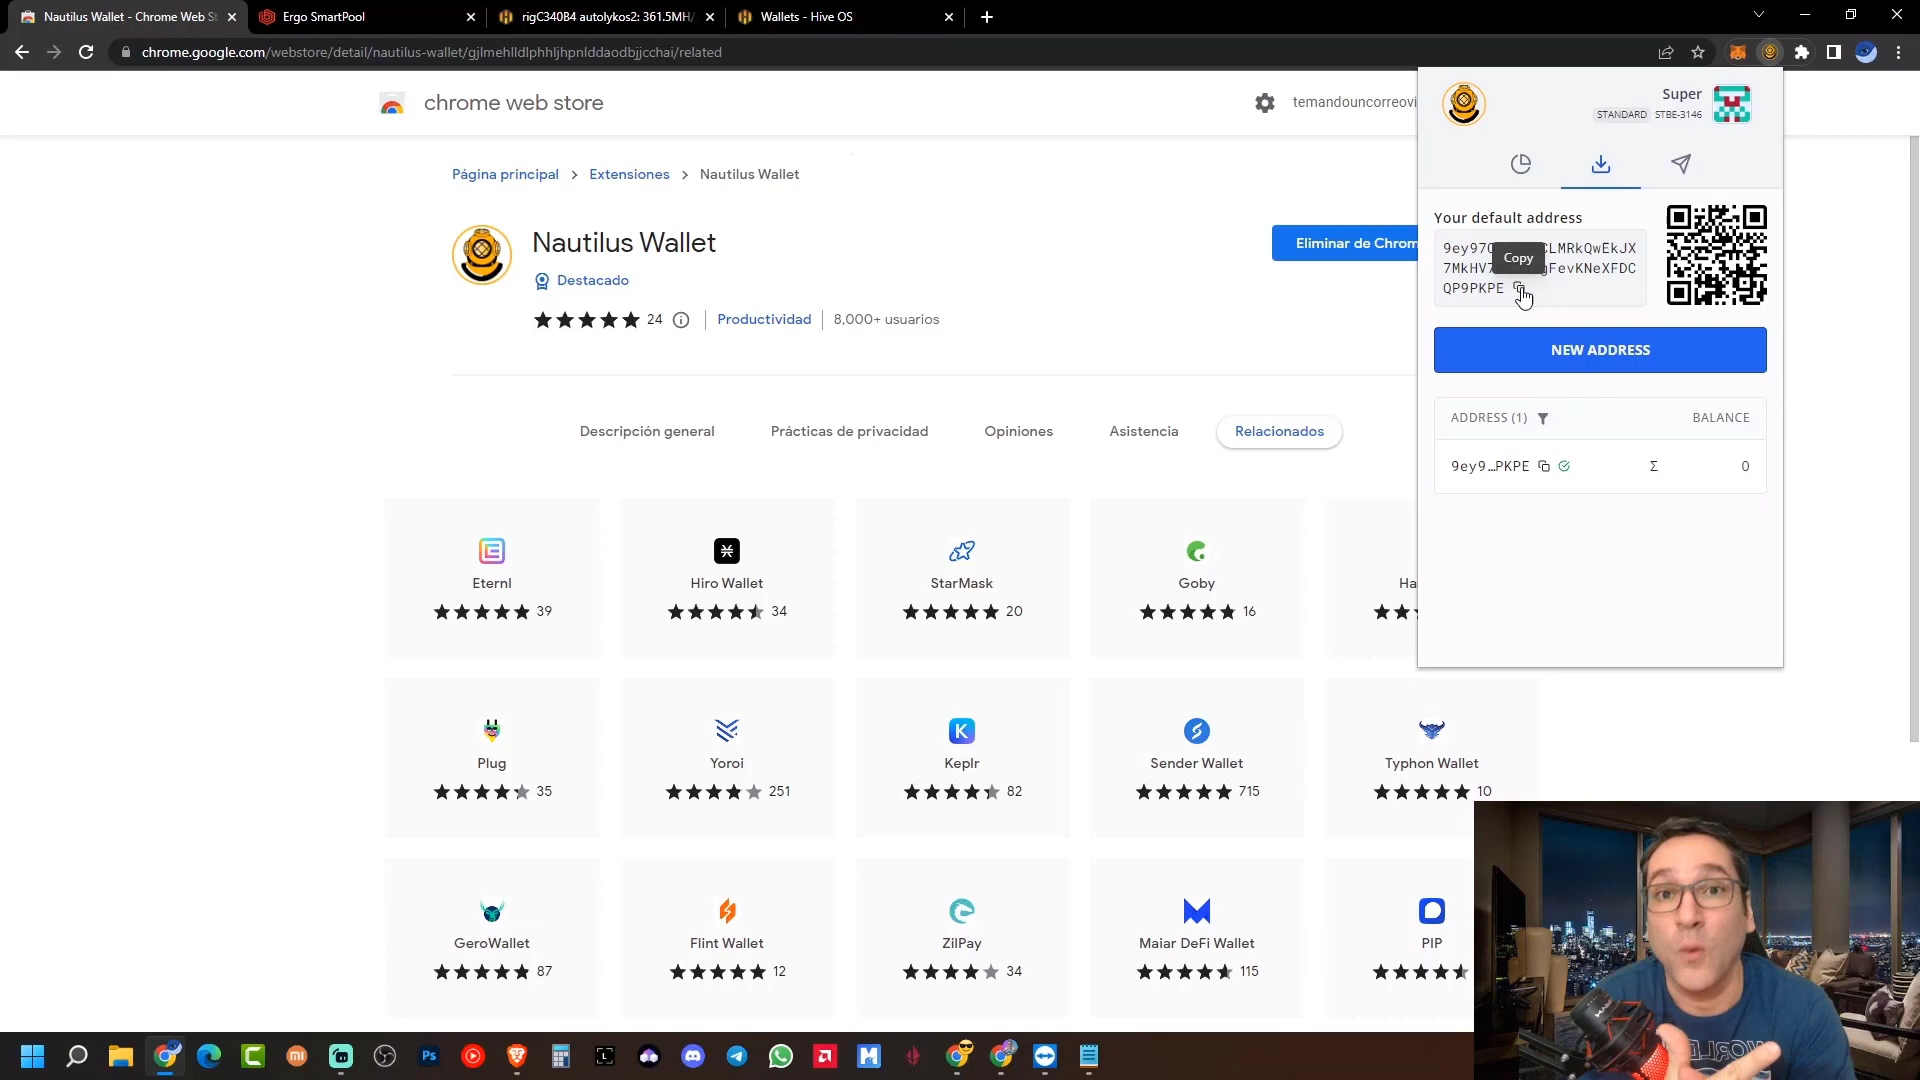 Nautilus Wallet - Chrome Web St
Ergo SmartPool
rigC340B4 autolykos2: 361.5MH/
Wallets - Hive OS
chrome.google.com/webstore/detail/nautilus-wallet/gjlmehlldlphhljhpnlddaodbjjcchai/related
chrome web store
temandouncorreovi
Super
STANDARD STBE-3146
Página principal > Extensiones > Nautilus Wallet
Nautilus Wallet
Destacado
24
Productividad
8,000+ usuarios
Eliminar de Chrom
Your default address
9ey97 CLMRkQwEkJX
7MkHV7 gFevKNeXFDC
QP9PKPE
Copy
NEW ADDRESS
ADDRESS (1) BALANCE
9ey9…PKPE Σ 0
Descripción general
Prácticas de privacidad
Opiniones
Asistencia
Relacionados
Eternl
39
Hiro Wallet
34
StarMask
20
Goby
16
Ha
Plug
35
Yoroi
251
Keplr
82
Sender Wallet
715
Typhon Wallet
10
GeroWallet
87
Flint Wallet
12
ZilPay
34
Maiar DeFi Wallet
115
PIP